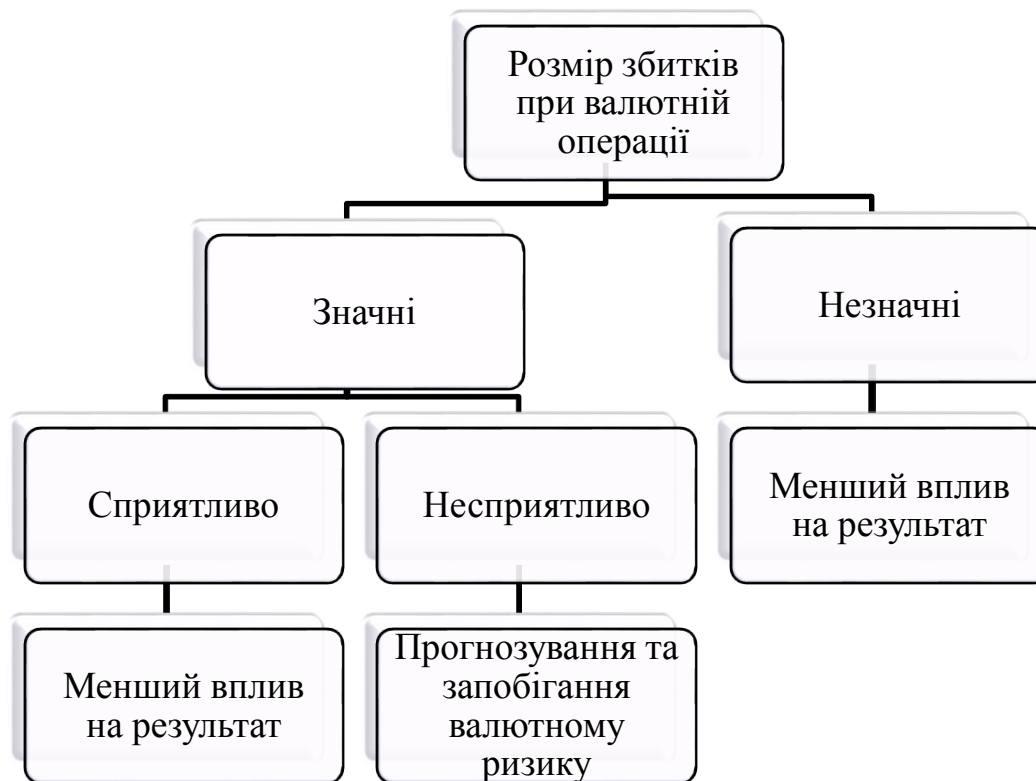 Розмір збитків
при валютній
операції
Значні
Незначні
Сприятливо
Несприятливо
Менший вплив
на результат
Менший вплив
на результат
Прогнозування та
запобігання
валютному
ризику